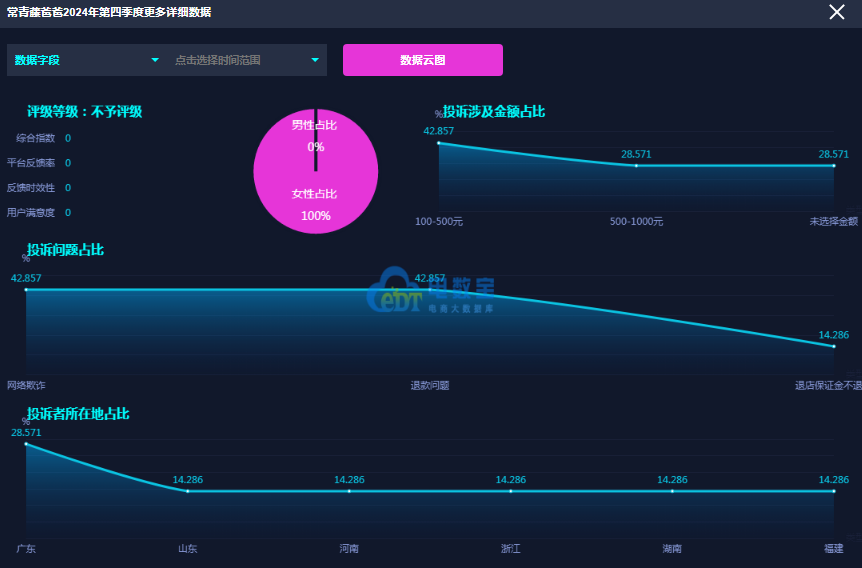 常青藤爸爸2024年第四季度更多详细数据
数据字段
点击选择时间范围
数据云图
评级等级：不予评级
综合指数 0
平台反馈率 0
反馈时效性 0
用户满意度 0
男性占比
0%
女性占比
100%
投诉涉及金额占比
%
42.857
28.571
28.571
100-500元
500-1000元
未选择金额
投诉问题占比
%
42.857
42.857
14.286
网络欺诈
退款问题
退店保证金不退
电数宝
EDT
电商大数据库
投诉者所在地占比
%
28.571
14.286
14.286
14.286
14.286
14.286
广东
山东
河南
浙江
湖南
福建